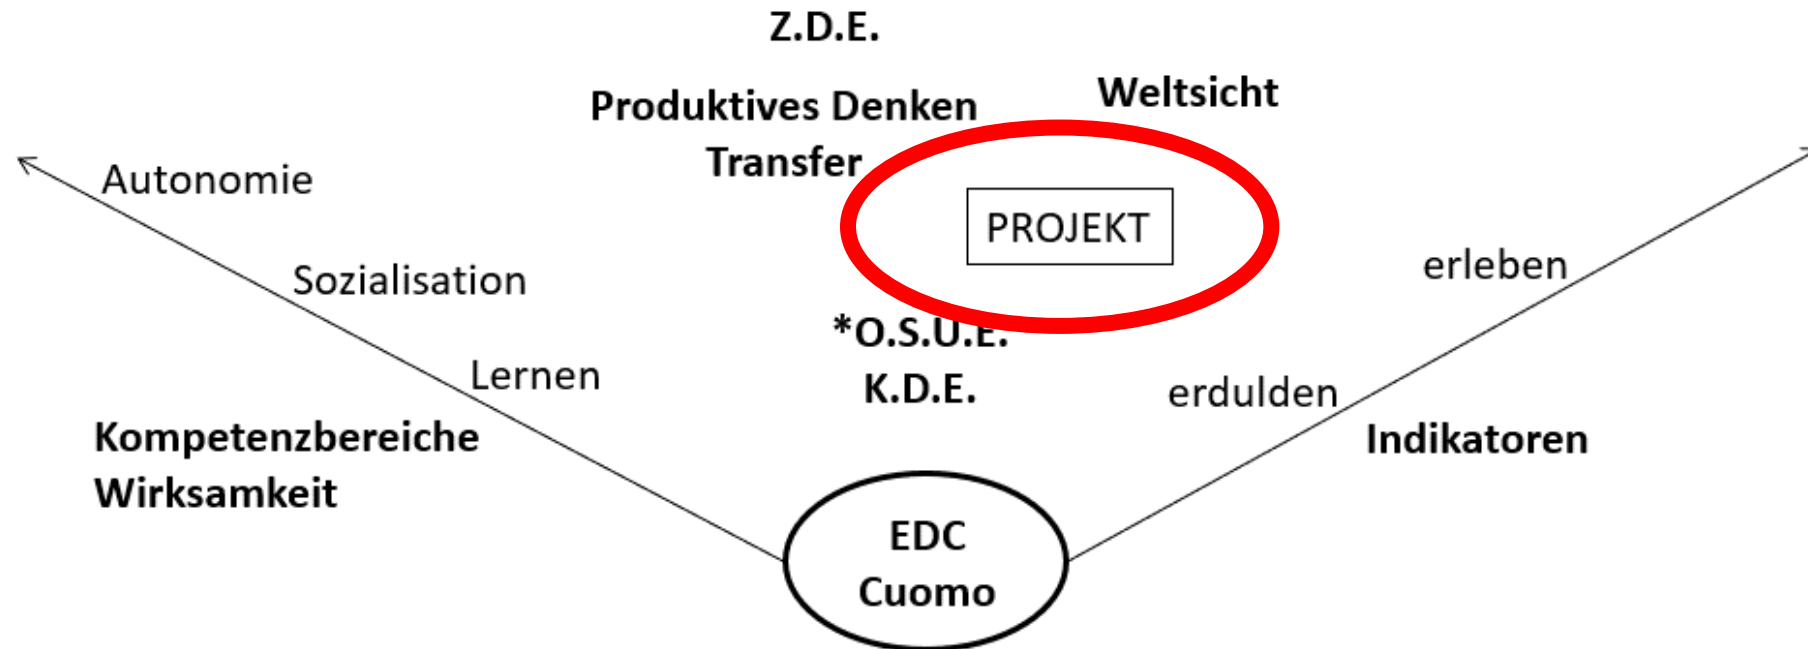 Z.D.E.
Weltsicht
Produktives Denken
Transfer
Autonomie
PROJEKT
Sozialisation
erleben
*O.S.U.E.
Lernen
K.D.E.
erdulden
Kompetenzbereiche
Wirksamkeit
Indikatoren
EDC
Cuomo